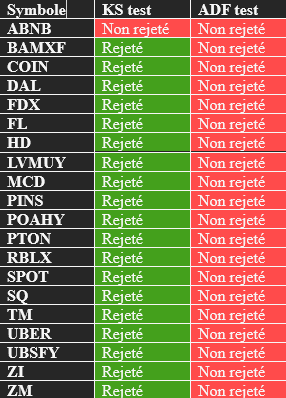 Symbole KS test ADF test
ABNB Non rejeté Non rejeté
BAMXF Rejeté Non rejeté
COIN Rejeté Non rejeté
DAL Rejeté Non rejeté
FDX Rejeté Non rejeté
FL Rejeté Non rejeté
HD Rejeté Non rejeté
LVMUY Rejeté Non rejeté
MCD Rejeté Non rejeté
PINS Rejeté Non rejeté
POAHY Rejeté Non rejeté
PTON Rejeté Non rejeté
RBLX Rejeté Non rejeté
SPOT Rejeté Non rejeté
SQ Rejeté Non rejeté
TM Rejeté Non rejeté
UBER Rejeté Non rejeté
UBSFY Rejeté Non rejeté
ZI Rejeté Non rejeté
ZM Rejeté Non rejeté